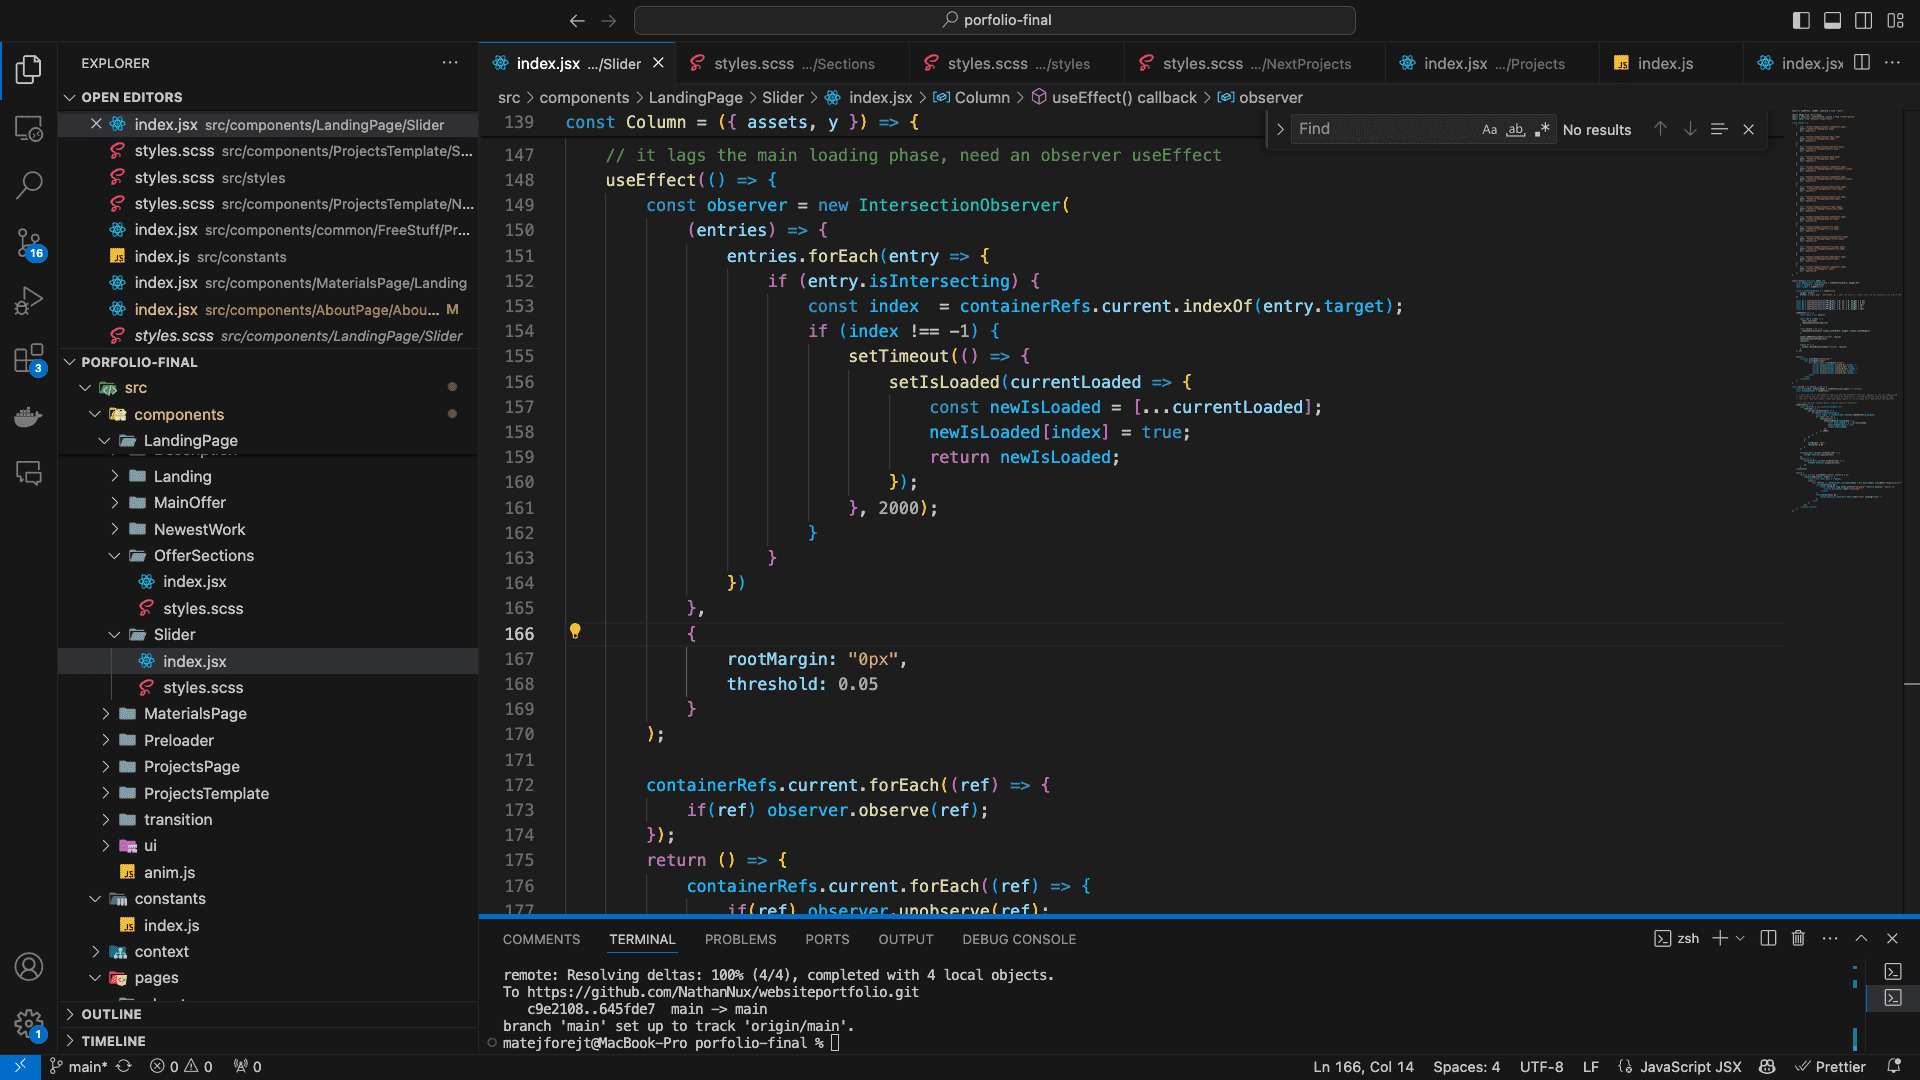 porfolio-final
EXPLORER
OPEN EDITORS
index.jsx src/components/LandingPage/Slider
styles.scss src/components/ProjectsTemplate/S...
styles.scss src/styles
styles.scss src/components/ProjectsTemplate/N...
index.jsx src/components/common/FreeStuff/Pr...
index.js src/constants
index.jsx src/components/MaterialsPage/Landing
index.jsx src/components/AboutPage/Abou... M
styles.scss src/components/LandingPage/Slider
PORFOLIO-FINAL
src
components
LandingPage
Landing
MainOffer
NewestWork
OfferSections
index.jsx
styles.scss
Slider
index.jsx
styles.scss
MaterialsPage
Preloader
ProjectsPage
ProjectsTemplate
transition
ui
anim.js
constants
index.js
context
pages
OUTLINE
TIMELINE
16
3
1
index.jsx .../Slider
styles.scss .../Sections
styles.scss .../styles
styles.scss .../NextProjects
index.jsx .../Projects
index.js
index.jsx
src > components > LandingPage > Slider > index.jsx > Column > useEffect() callback > observer
Find Aa ab .* No results
139 const Column = ({ assets, y }) => {
147 // it lags the main loading phase, need an observer useEffect
148 useEffect(() => {
149 const observer = new IntersectionObserver(
150 (entries) => {
151 entries.forEach(entry => {
152 if (entry.isIntersecting) {
153 const index  = containerRefs.current.indexOf(entry.target);
154 if (index !== -1) {
155 setTimeout(() => {
156 setIsLoaded(currentLoaded => {
157 const newIsLoaded = [...currentLoaded];
158 newIsLoaded[index] = true;
159 return newIsLoaded;
160 });
161 }, 2000);
162 }
163 }
164 })
165 },
166 {
167 rootMargin: "0px",
168 threshold: 0.05
169 }
170 );
171
172 containerRefs.current.forEach((ref) => {
173 if(ref) observer.observe(ref);
174 });
175 return () => {
176 containerRefs.current.forEach((ref) => {
177 if(ref) observer.unobserve(ref);
COMMENTS TERMINAL PROBLEMS PORTS OUTPUT DEBUG CONSOLE
zsh
remote: Resolving deltas: 100% (4/4), completed with 4 local objects.
To https://github.com/NathanNux/websiteportfolio.git
c9e2108..645fde7  main -> main
branch 'main' set up to track 'origin/main'.
matejforejt@MacBook-Pro porfolio-final %
main* 0 0 0
Ln 166, Col 14 Spaces: 4 UTF-8 LF JavaScript JSX Prettier